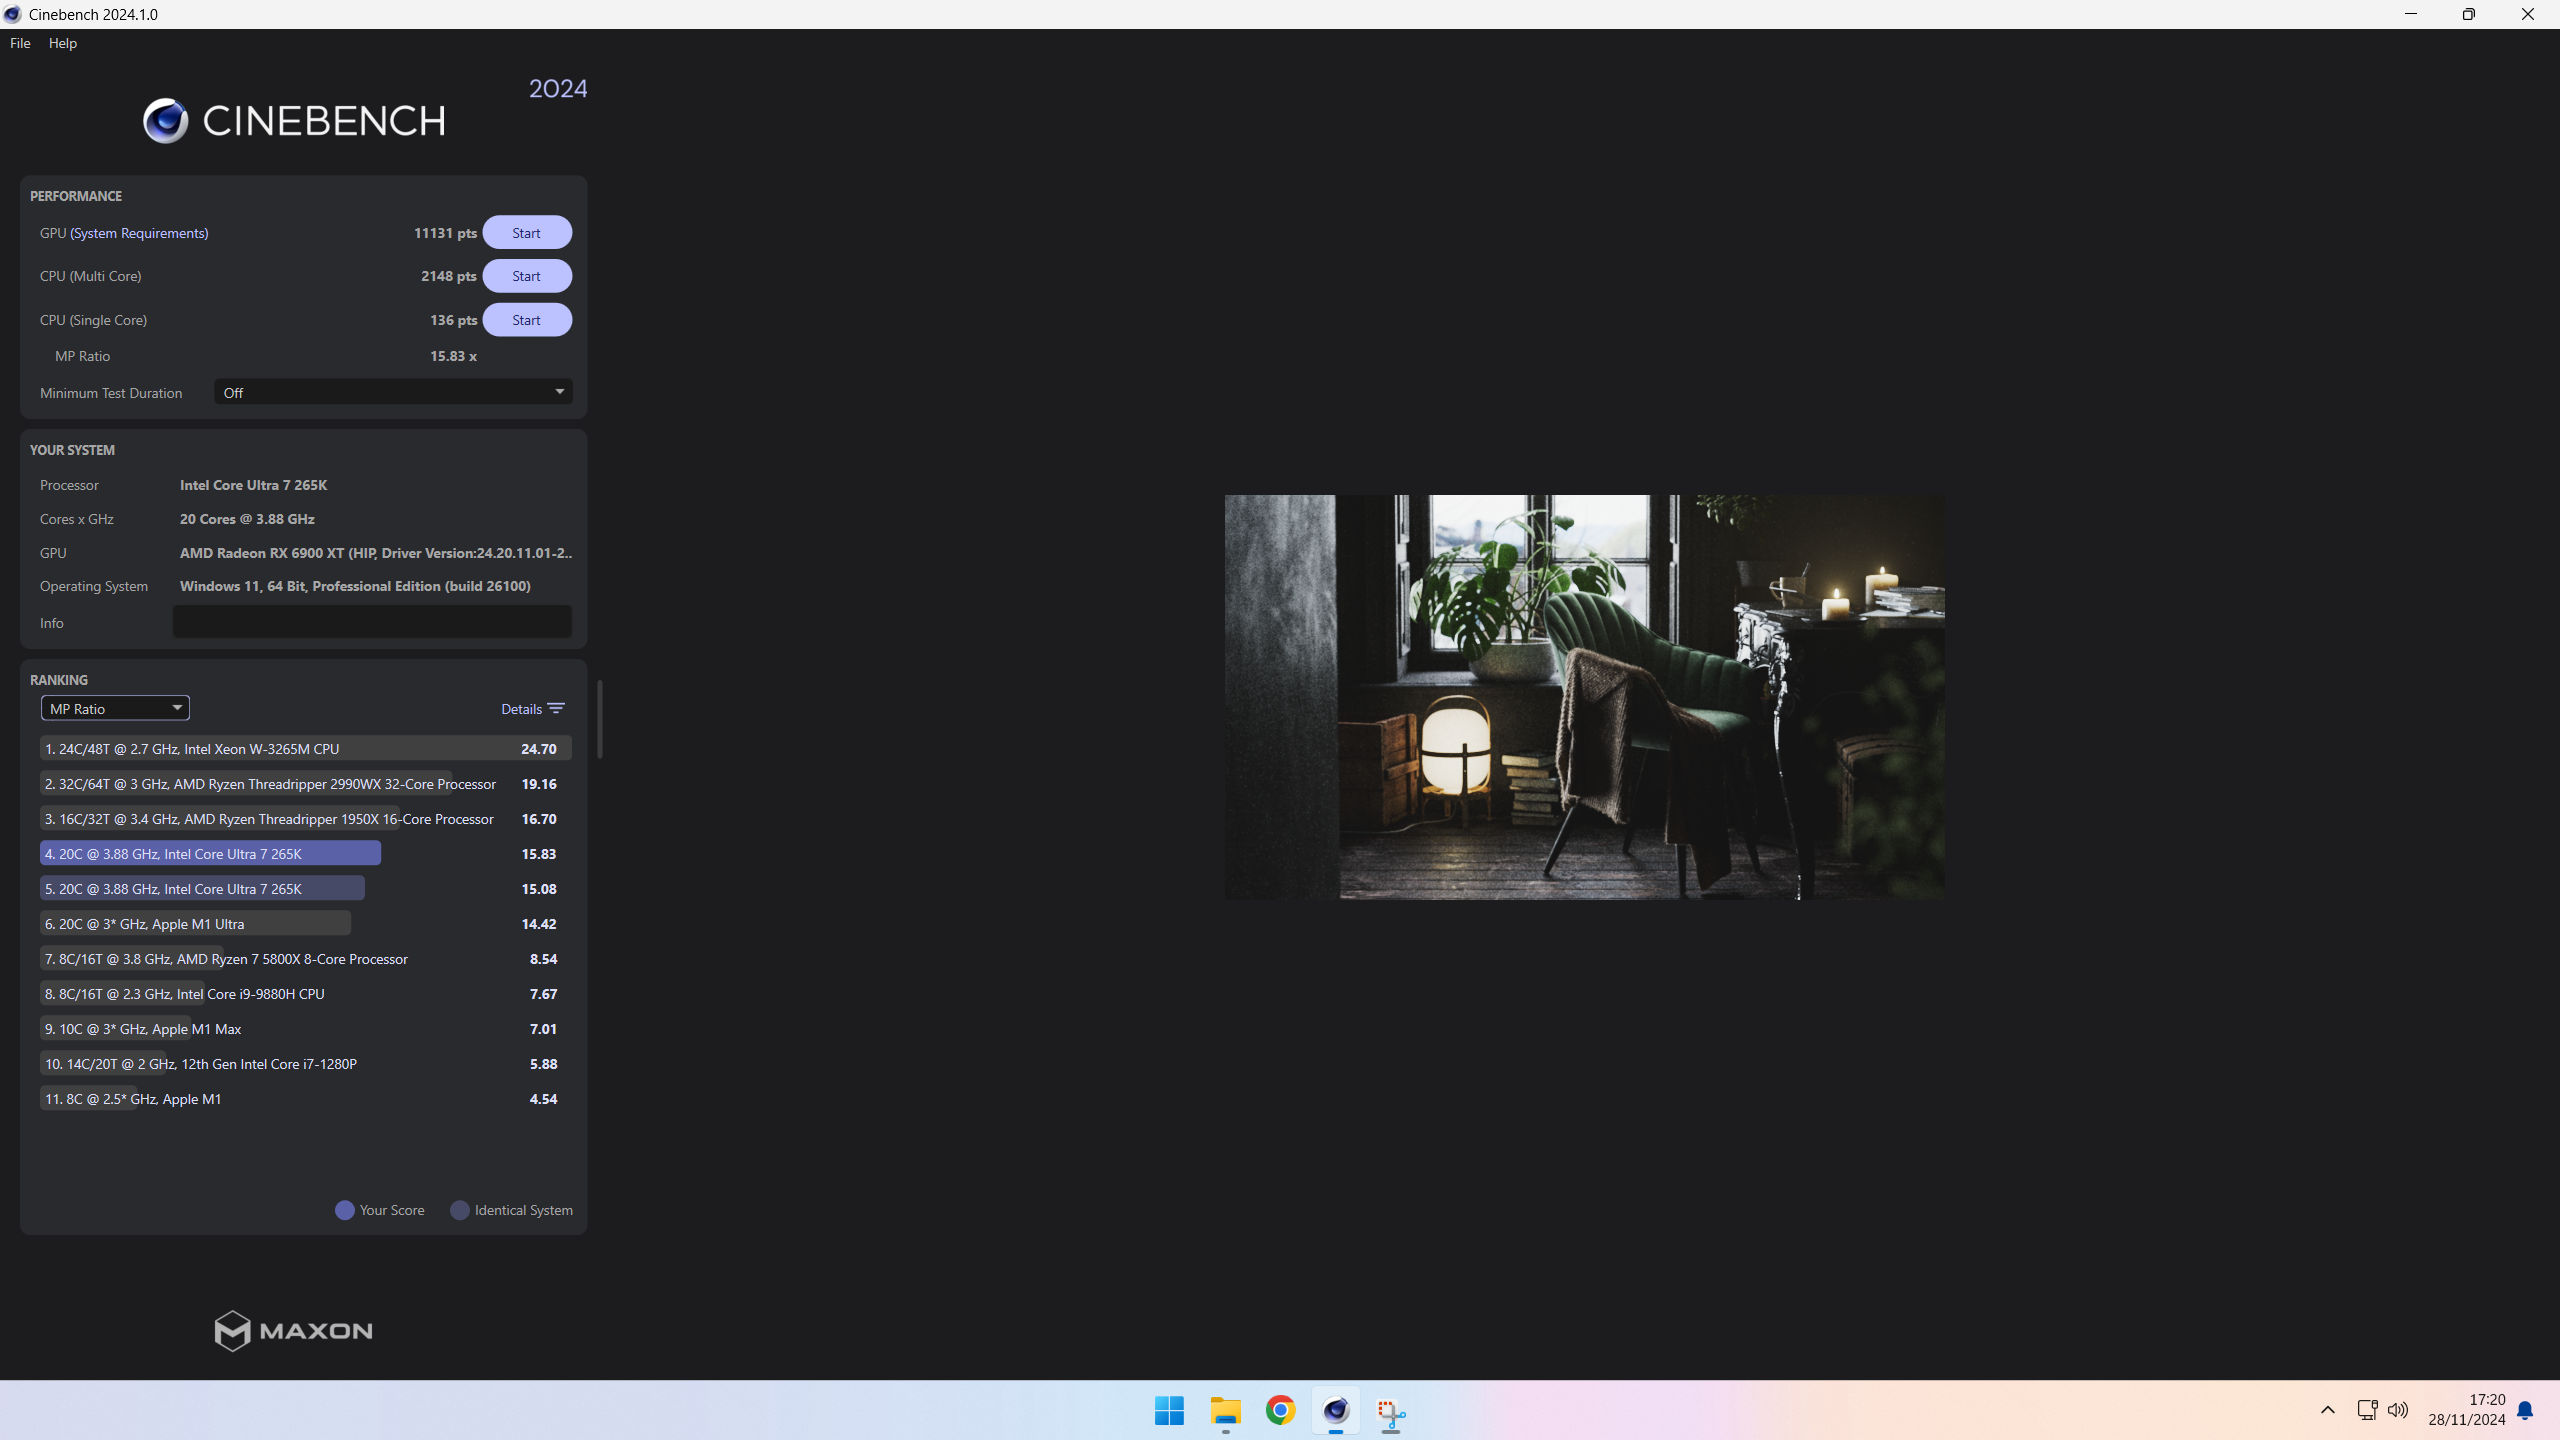 Cinebench 2024.1.0
File Help
2024
CINEBENCH
PERFORMANCE
GPU (System Requirements) 11131 pts Start
CPU (Multi Core) 2148 pts Start
CPU (Single Core) 136 pts Start
MP Ratio 15.83 x
Minimum Test Duration Off
YOUR SYSTEM
Processor Intel Core Ultra 7 265K
Cores x GHz 20 Cores @ 3.88 GHz
GPU AMD Radeon RX 6900 XT (HIP, Driver Version:24.20.11.01-2..
Operating System Windows 11, 64 Bit, Professional Edition (build 26100)
Info
RANKING
MP Ratio Details
1. 24C/48T @ 2.7 GHz, Intel Xeon W-3265M CPU 24.70
2. 32C/64T @ 3 GHz, AMD Ryzen Threadripper 2990WX 32-Core Processor 19.16
3. 16C/32T @ 3.4 GHz, AMD Ryzen Threadripper 1950X 16-Core Processor 16.70
4. 20C @ 3.88 GHz, Intel Core Ultra 7 265K 15.83
5. 20C @ 3.88 GHz, Intel Core Ultra 7 265K 15.08
6. 20C @ 3* GHz, Apple M1 Ultra 14.42
7. 8C/16T @ 3.8 GHz, AMD Ryzen 7 5800X 8-Core Processor 8.54
8. 8C/16T @ 2.3 GHz, Intel Core i9-9880H CPU 7.67
9. 10C @ 3* GHz, Apple M1 Max 7.01
10. 14C/20T @ 2 GHz, 12th Gen Intel Core i7-1280P 5.88
11. 8C @ 2.5* GHz, Apple M1 4.54
Your Score Identical System
MAXON
17:20
28/11/2024